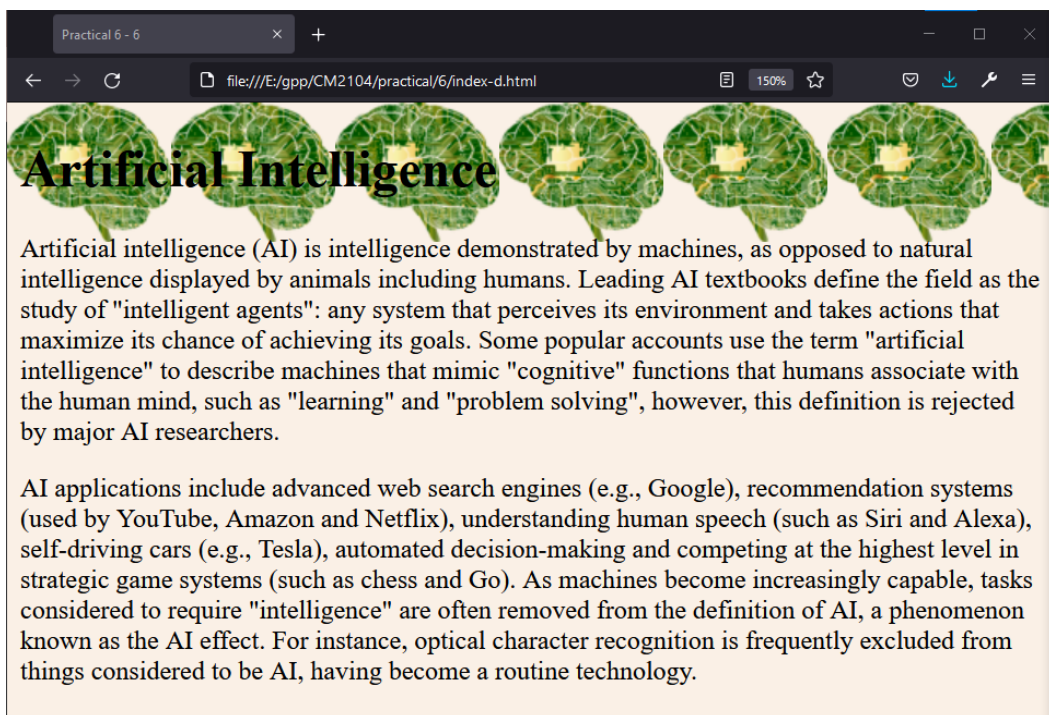 Practical 6 - 6
file:///E:/gpp/CM2104/practical/6/index-d.html
150%
Artificial Intelligence
Artificial intelligence (AI) is intelligence demonstrated by machines, as opposed to natural
intelligence displayed by animals including humans. Leading AI textbooks define the field as the
study of "intelligent agents": any system that perceives its environment and takes actions that
maximize its chance of achieving its goals. Some popular accounts use the term "artificial
intelligence" to describe machines that mimic "cognitive" functions that humans associate with
the human mind, such as "learning" and "problem solving", however, this definition is rejected
by major AI researchers.
AI applications include advanced web search engines (e.g., Google), recommendation systems
(used by YouTube, Amazon and Netflix), understanding human speech (such as Siri and Alexa),
self-driving cars (e.g., Tesla), automated decision-making and competing at the highest level in
strategic game systems (such as chess and Go). As machines become increasingly capable, tasks
considered to require "intelligence" are often removed from the definition of AI, a phenomenon
known as the AI effect. For instance, optical character recognition is frequently excluded from
things considered to be AI, having become a routine technology.